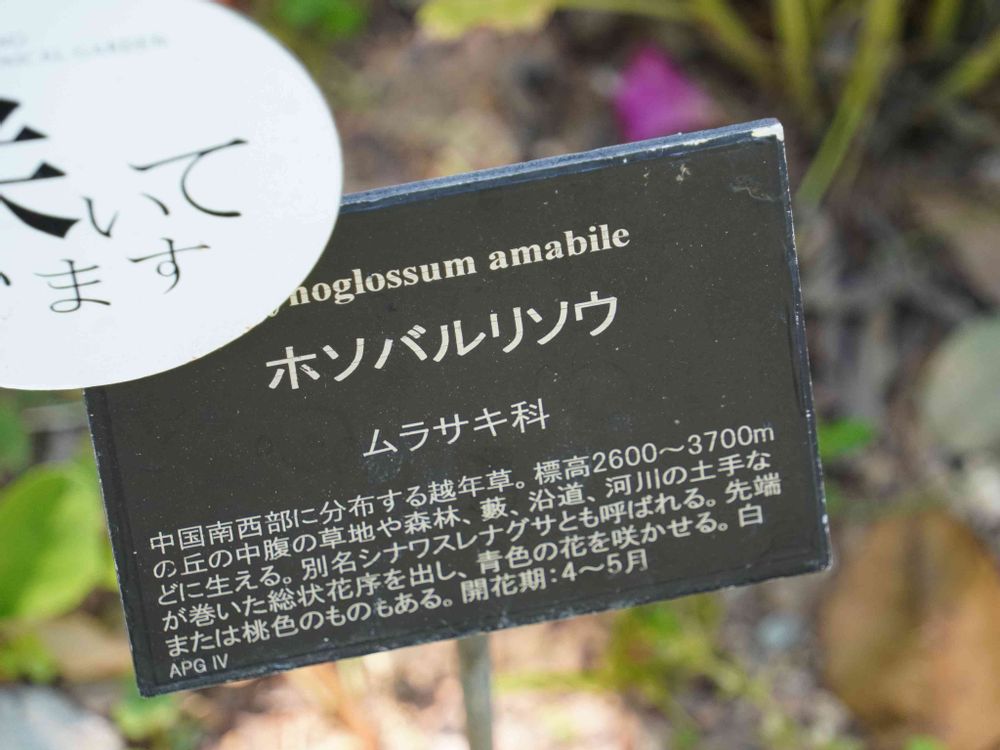 ICAL GARDEN
いて
います
noglossum amabile
ホソバルリソウ
ムラサキ科
中国南西部に分布する越年草。標高2600～3700m
の丘の中腹の草地や森林、藪、沿道、河川の土手な
どに生える。別名シナワスレナグサとも呼ばれる。先端
が巻いた総状花序を出し、青色の花を咲かせる。白
または桃色のものもある。開花期：4～5月
APG IV